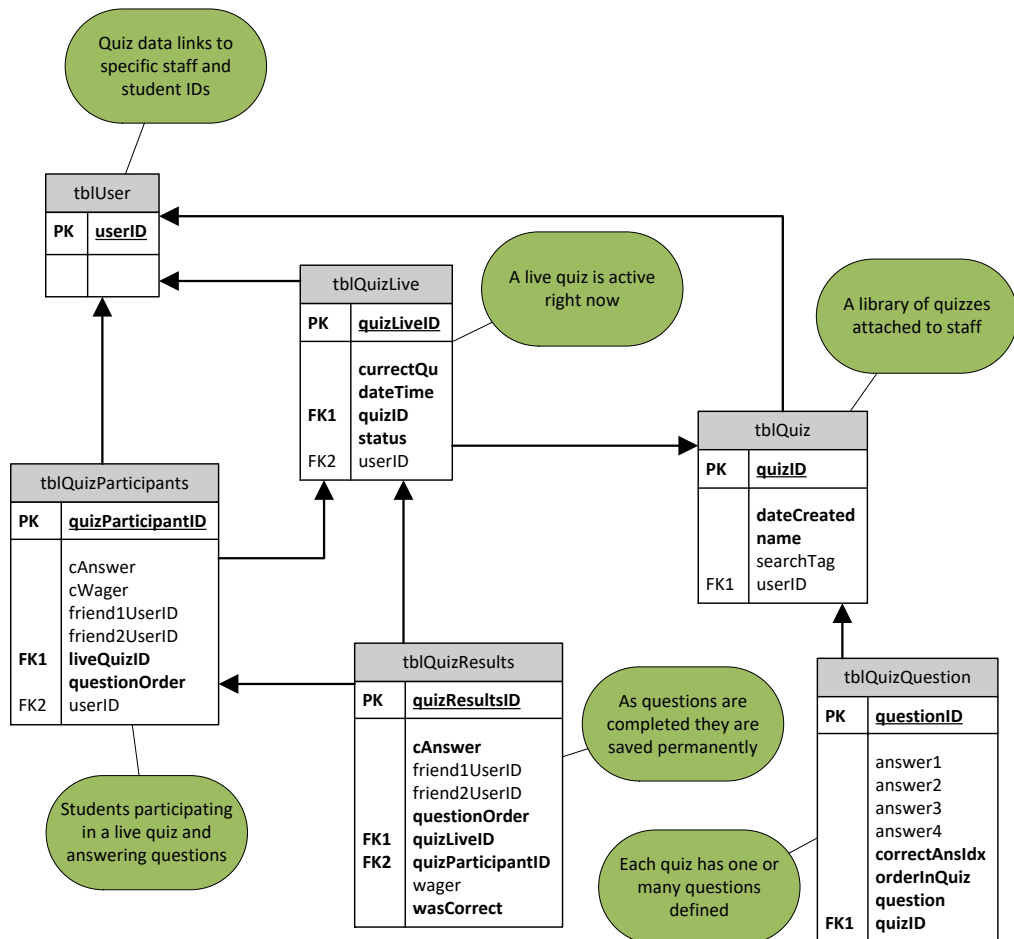 Quiz data links to
specific staff and
student IDs
tblUser
PK userID
tblQuizLive
PK quizLiveID
currectQu
dateTime
FK1 quizID
status
FK2 userID
A live quiz is active
right now
A library of quizzes
attached to staff
tblQuiz
PK quizID
dateCreated
name
searchTag
FK1 userID
tblQuizParticipants
PK quizParticipantID
cAnswer
cWager
friend1UserID
friend2UserID
FK1 liveQuizID
questionOrder
FK2 userID
tblQuizResults
PK quizResultsID
cAnswer
friend1UserID
friend2UserID
questionOrder
FK1 quizLiveID
FK2 quizParticipantID
wager
wasCorrect
As questions are
completed they are
saved permanently
tblQuizQuestion
PK questionID
answer1
answer2
answer3
answer4
correctAnsIdx
orderInQuiz
question
FK1 quizID
Students participating
in a live quiz and
answering questions
Each quiz has one or
many questions
defined